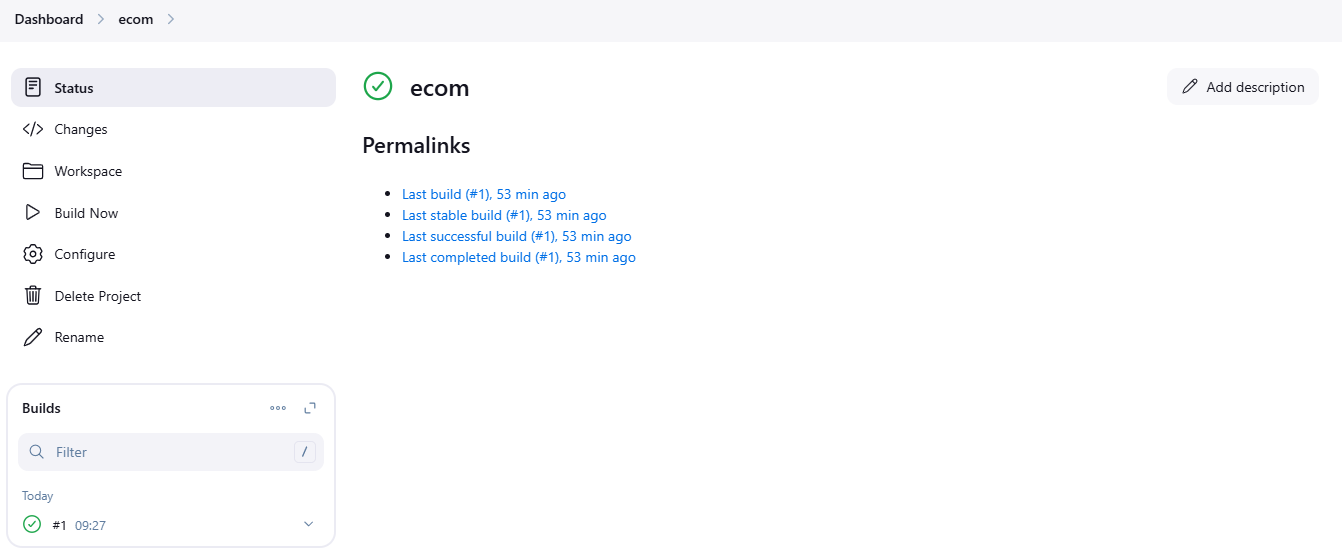 Dashboard
ecom
Status
Changes
Workspace
Build Now
Configure
Delete Project
Rename
Builds
Filter /
Today
#1 09:27
ecom
Add description
Permalinks
Last build (#1), 53 min ago
Last stable build (#1), 53 min ago
Last successful build (#1), 53 min ago
Last completed build (#1), 53 min ago